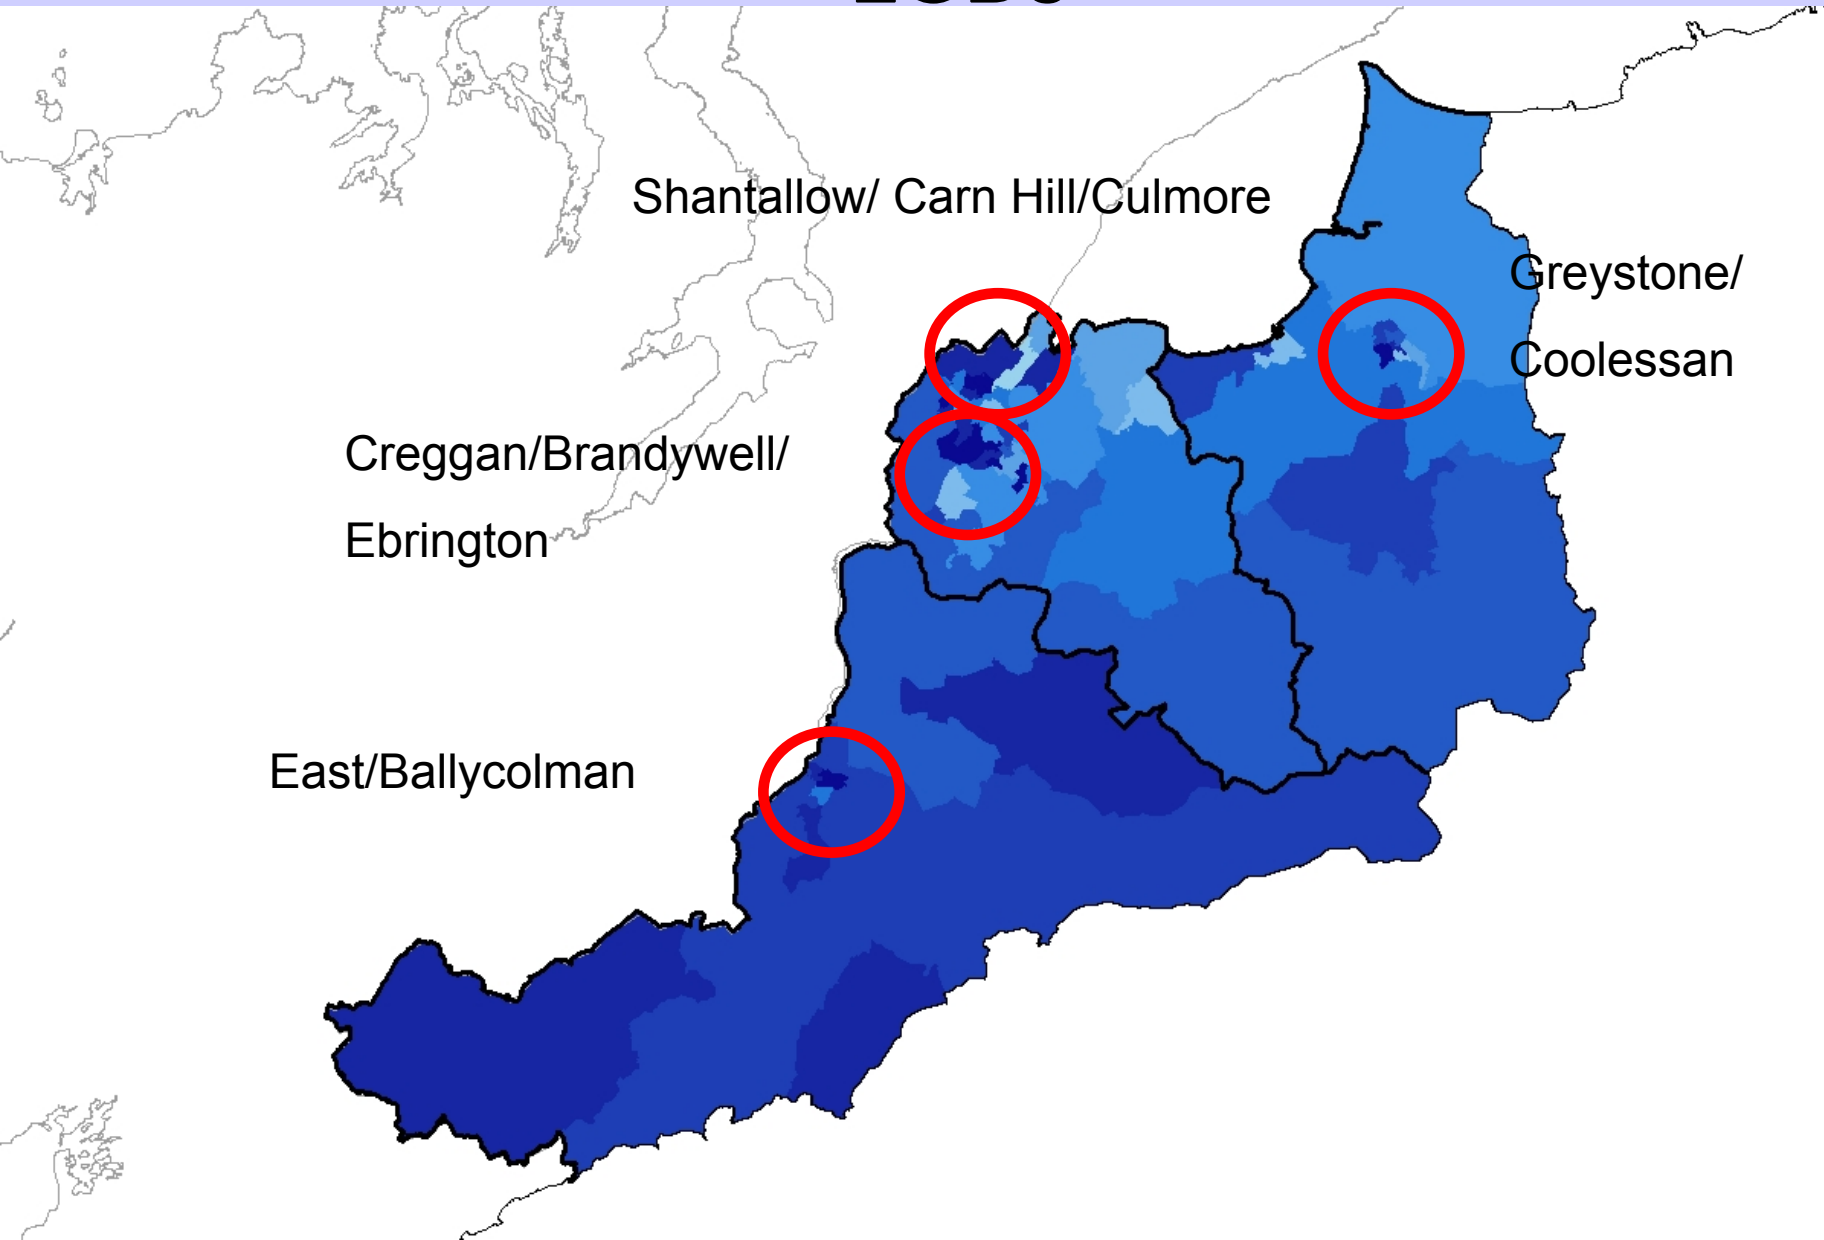 Shantallow/ Carn Hill/Culmore
Greystone/
Coolessan
Creggan/Brandywell/
Ebrington
East/Ballycolman